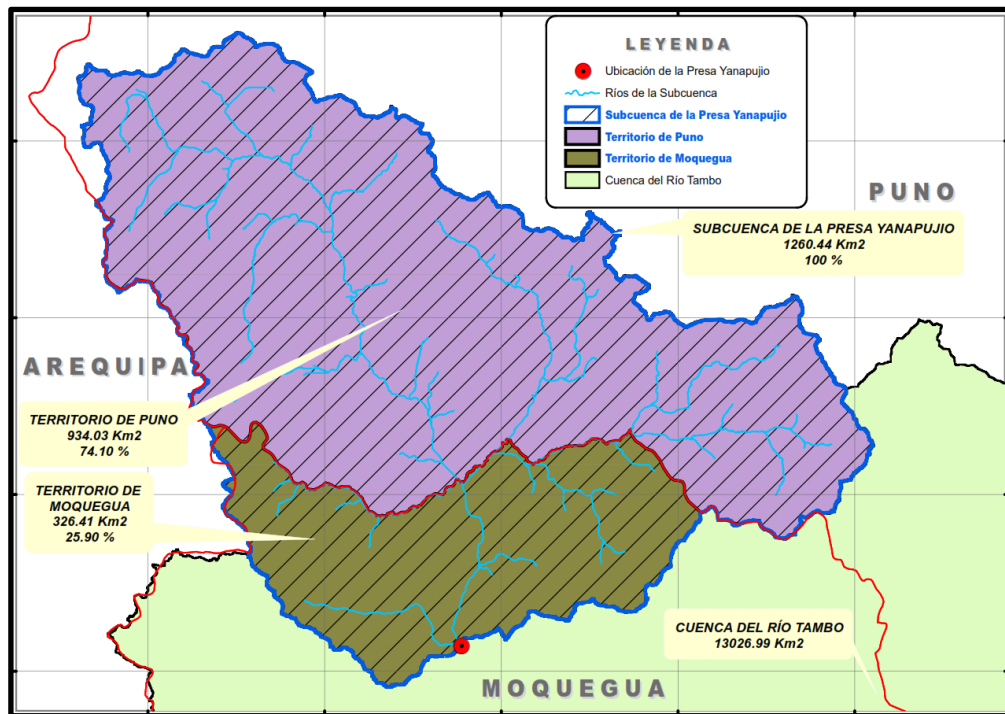 LEYENDA
Ubicación de la Presa Yanapujio
Ríos de la Subcuenca
Subcuenca de la Presa Yanapujio
Territorio de Puno
Territorio de Moquegua
Cuenca del Río Tambo
PUNO
SUBCUENCA DE LA PRESA YANAPUJIO
1260.44 Km2
100 %
AREQUIPA
TERRITORIO DE PUNO
934.03 Km2
74.10 %
TERRITORIO DE
MOQUEGUA
326.41 Km2
25.90 %
CUENCA DEL RÍO TAMBO
13026.99 Km2
MOQUEGUA